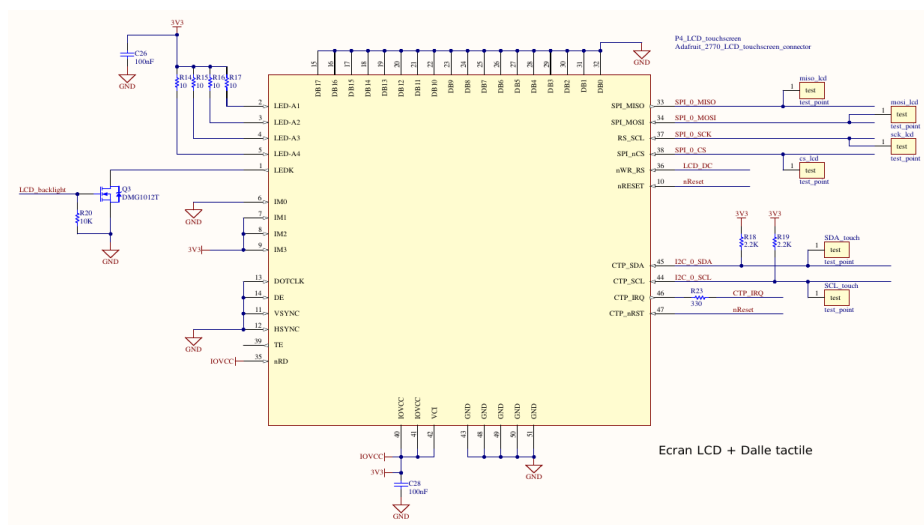 3V3
C26
100nF
GND
R14
10
R15
10
R16
10
R17
10
LCD_backlight
Q3
DMG1012T
R20
10K
GND
P4_LCD_touchscreen
Adafruit_2770_LCD_touchscreen_connector
GND
15 DB17
16 DB16
17 DB15
18 DB14
19 DB13
20 DB12
21 DB11
22 DB10
23 DB9
24 DB8
25 DB7
26 DB6
27 DB5
28 DB4
29 DB3
30 DB2
31 DB1
32 DB0
2 LED-A1
3 LED-A2
4 LED-A3
5 LED-A4
1 LEDK
6 IM0
GND
7 IM1
8 IM2
3V3 9 IM3
13 DOTCLK
14 DE
11 VSYNC
12 HSYNC
GND
39 TE
IOVCC 35 nRD
SPI_MISO 33 SPI_0_MISO
SPI_MOSI 34 SPI_0_MOSI
RS_SCL 37 SPI_0_SCK
SPI_nCS 38 SPI_0_CS
nWR_RS 36 LCD_DC
nRESET 10 nReset
miso_lcd
1 test
test_point
mosi_lcd
1 test
test_point
sck_lcd
1 test
test_point
cs_lcd
1 test
test_point
3V3
R18
2.2K
3V3
R19
2.2K
SDA_touch
1 test
test_point
SCL_touch
1 test
test_point
CTP_SDA 45 I2C_0_SDA
CTP_SCL 44 I2C_0_SCL
CTP_IRQ 46 R23 CTP_IRQ
330
CTP_nRST 47 nReset
IOVCC 40
IOVCC 41
VCI 42
GND 43
GND 48
GND 49
GND 50
GND 51
IOVCC
3V3
C28
100nF
GND
GND
Ecran LCD + Dalle tactile